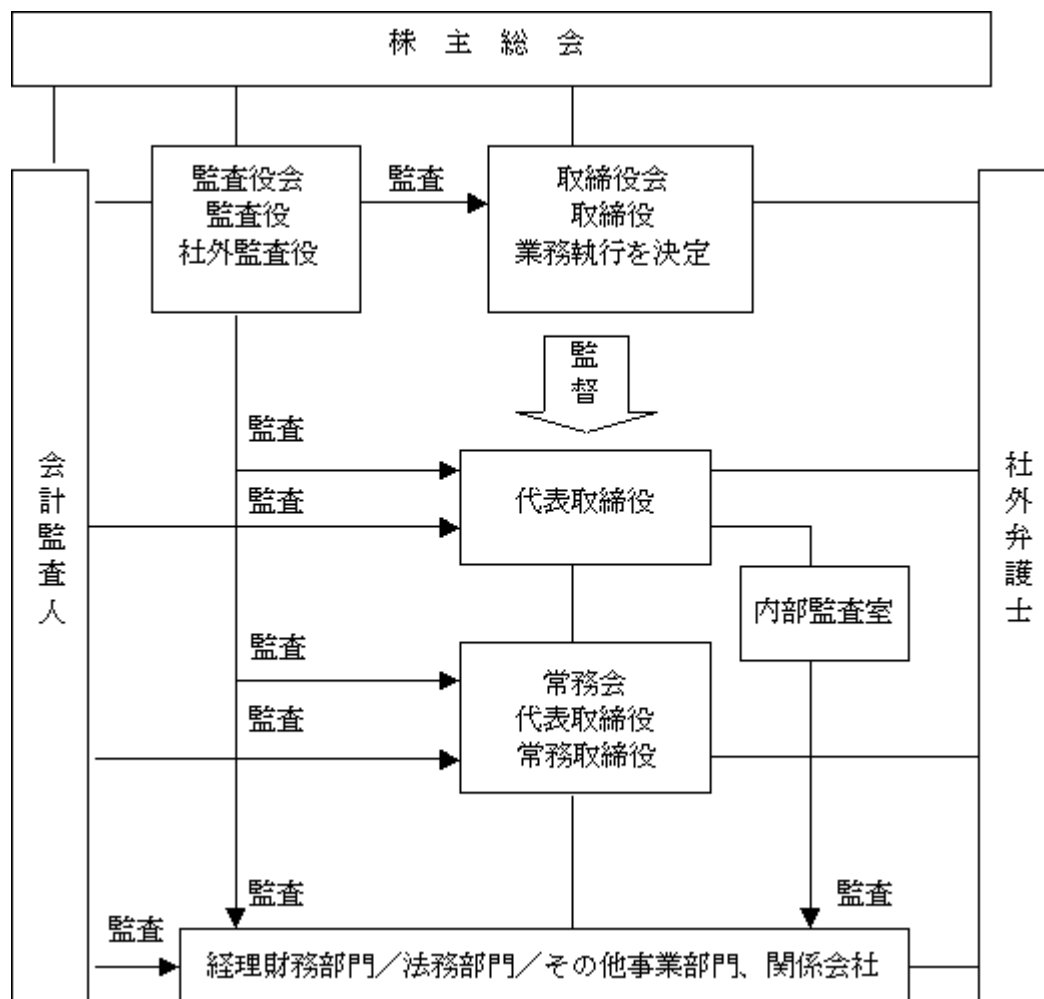 株主総会
監査役会
監査役
社外監査役
監査
取締役会
取締役
業務執行を決定
監督
監査
監査
代表取締役
会計監査人
社外弁護士
内部監査室
監査
監査
常務会
代表取締役
常務取締役
監査
監査
監査
経理財務部門/法務部門/その他事業部門、関係会社